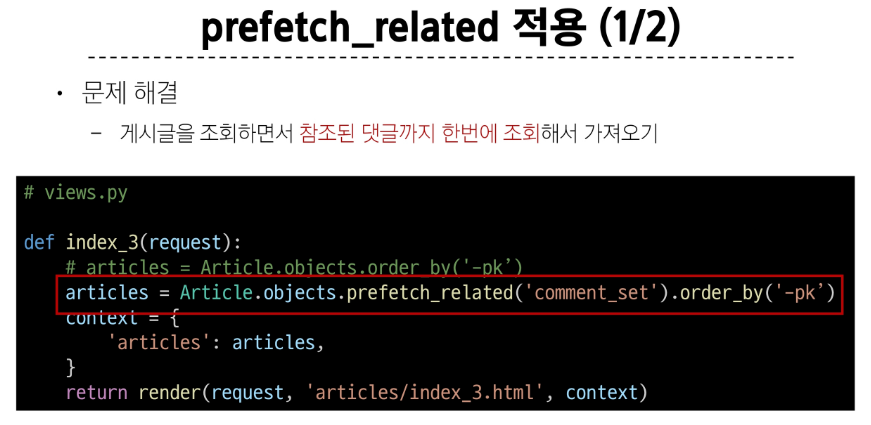 prefetch_related 적용 (1/2)
• 문제 해결
– 게시글을 조회하면서 참조된 댓글까지 한번에 조회해서 가져오기
# views.py
def index_3(request):
# articles = Article.objects.order_by('-pk’)
articles = Article.objects.prefetch_related('comment_set').order_by('-pk’)
context = {
'articles': articles,
}
return render(request, 'articles/index_3.html', context)